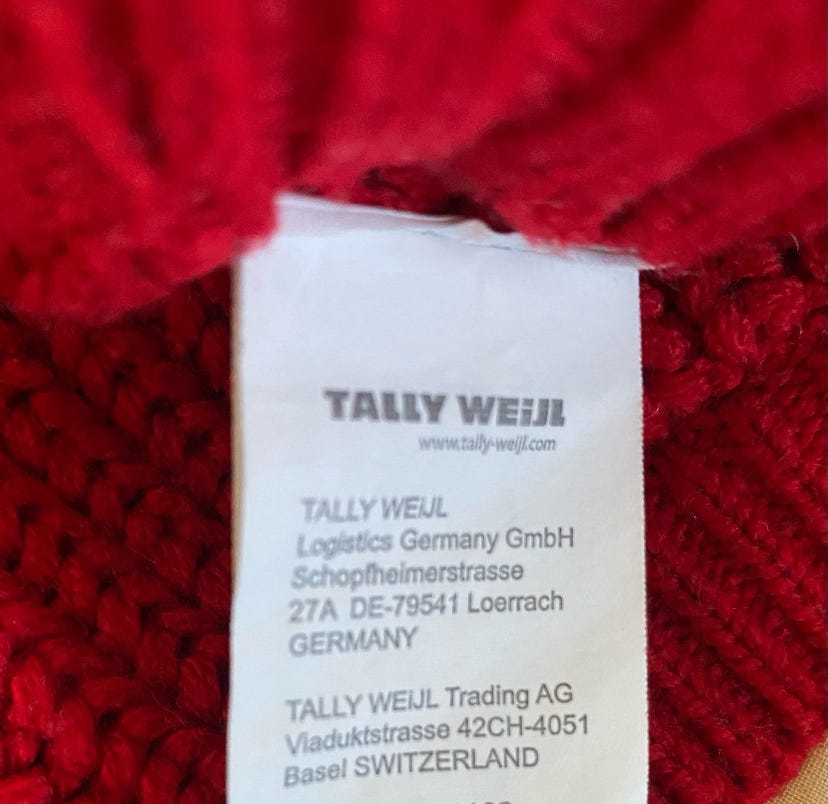 TALLY WEiJL
www.tally-weijl.com
TALLY WEiJL
Logistics Germany GmbH
Schopfheimerstrasse
27A DE-79541 Loerrach
GERMANY
TALLY WEiJL Trading AG
Viaduktstrasse 42CH-4051
Basel SWITZERLAND